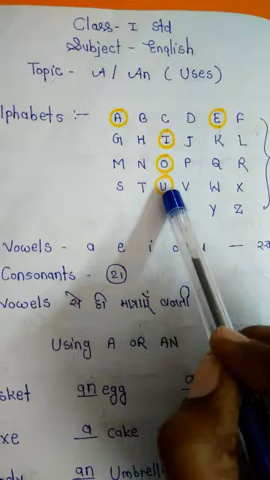 Class- I std
Subject - English
Topic - A / An (Uses)
lphabets :- A B C D E F
G H I J K L
M N O P Q R
S T U V W X
Y Z
Vowels - a e i o u -
Consonants - 21
Vowels से ही मात्राएँ बनती
Using A OR AN
sket an egg a
xe a cake
an Umbrell